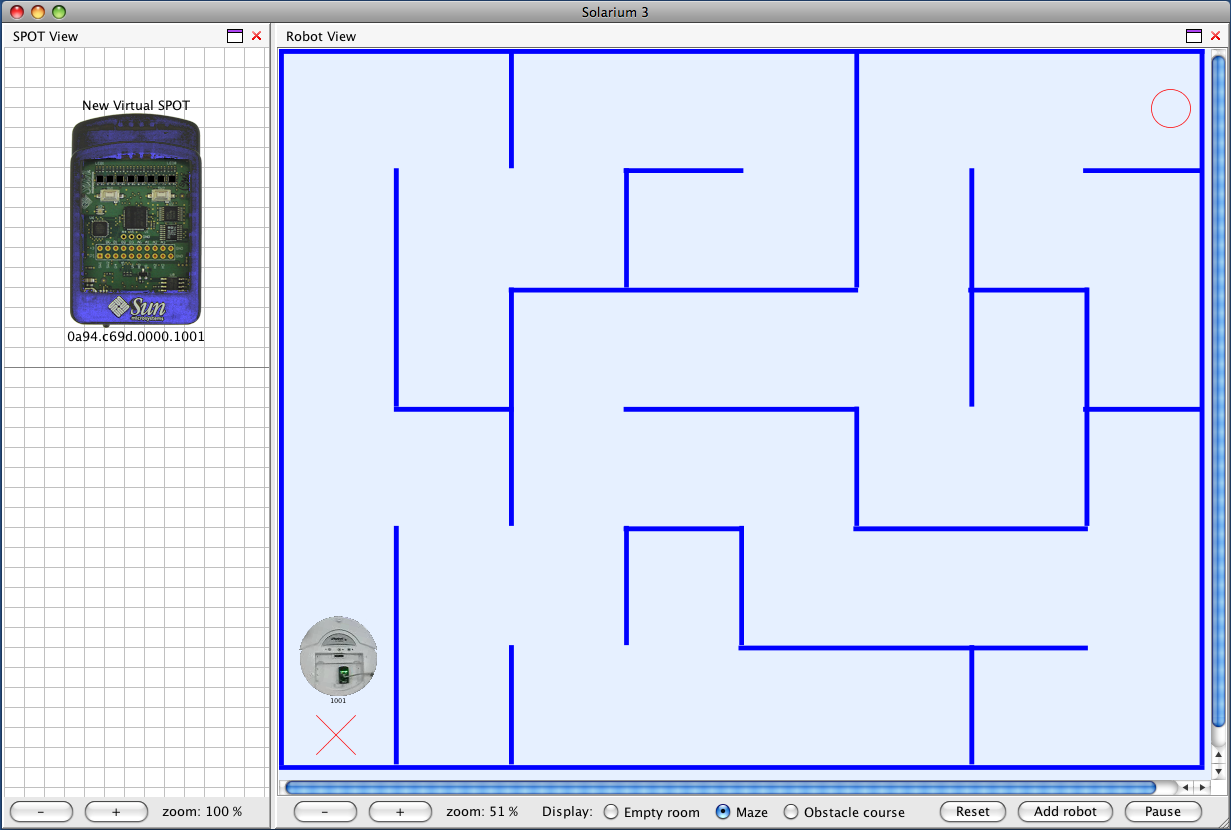 Solarium 3
SPOT View
Robot View
New Virtual SPOT
Sun
microsystems
0a94.c69d.0000.1001
1001
- + zoom: 100 %
- + zoom: 51 % Display: Empty room Maze Obstacle course Reset Add robot Pause